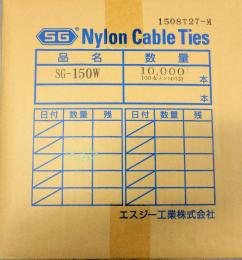 1508T27-M
SG® Nylon Cable Ties
品名 数量
SG-150W 10,000 本
本
日付 数量 残 日付 数量 残
エスジー工業株式会社